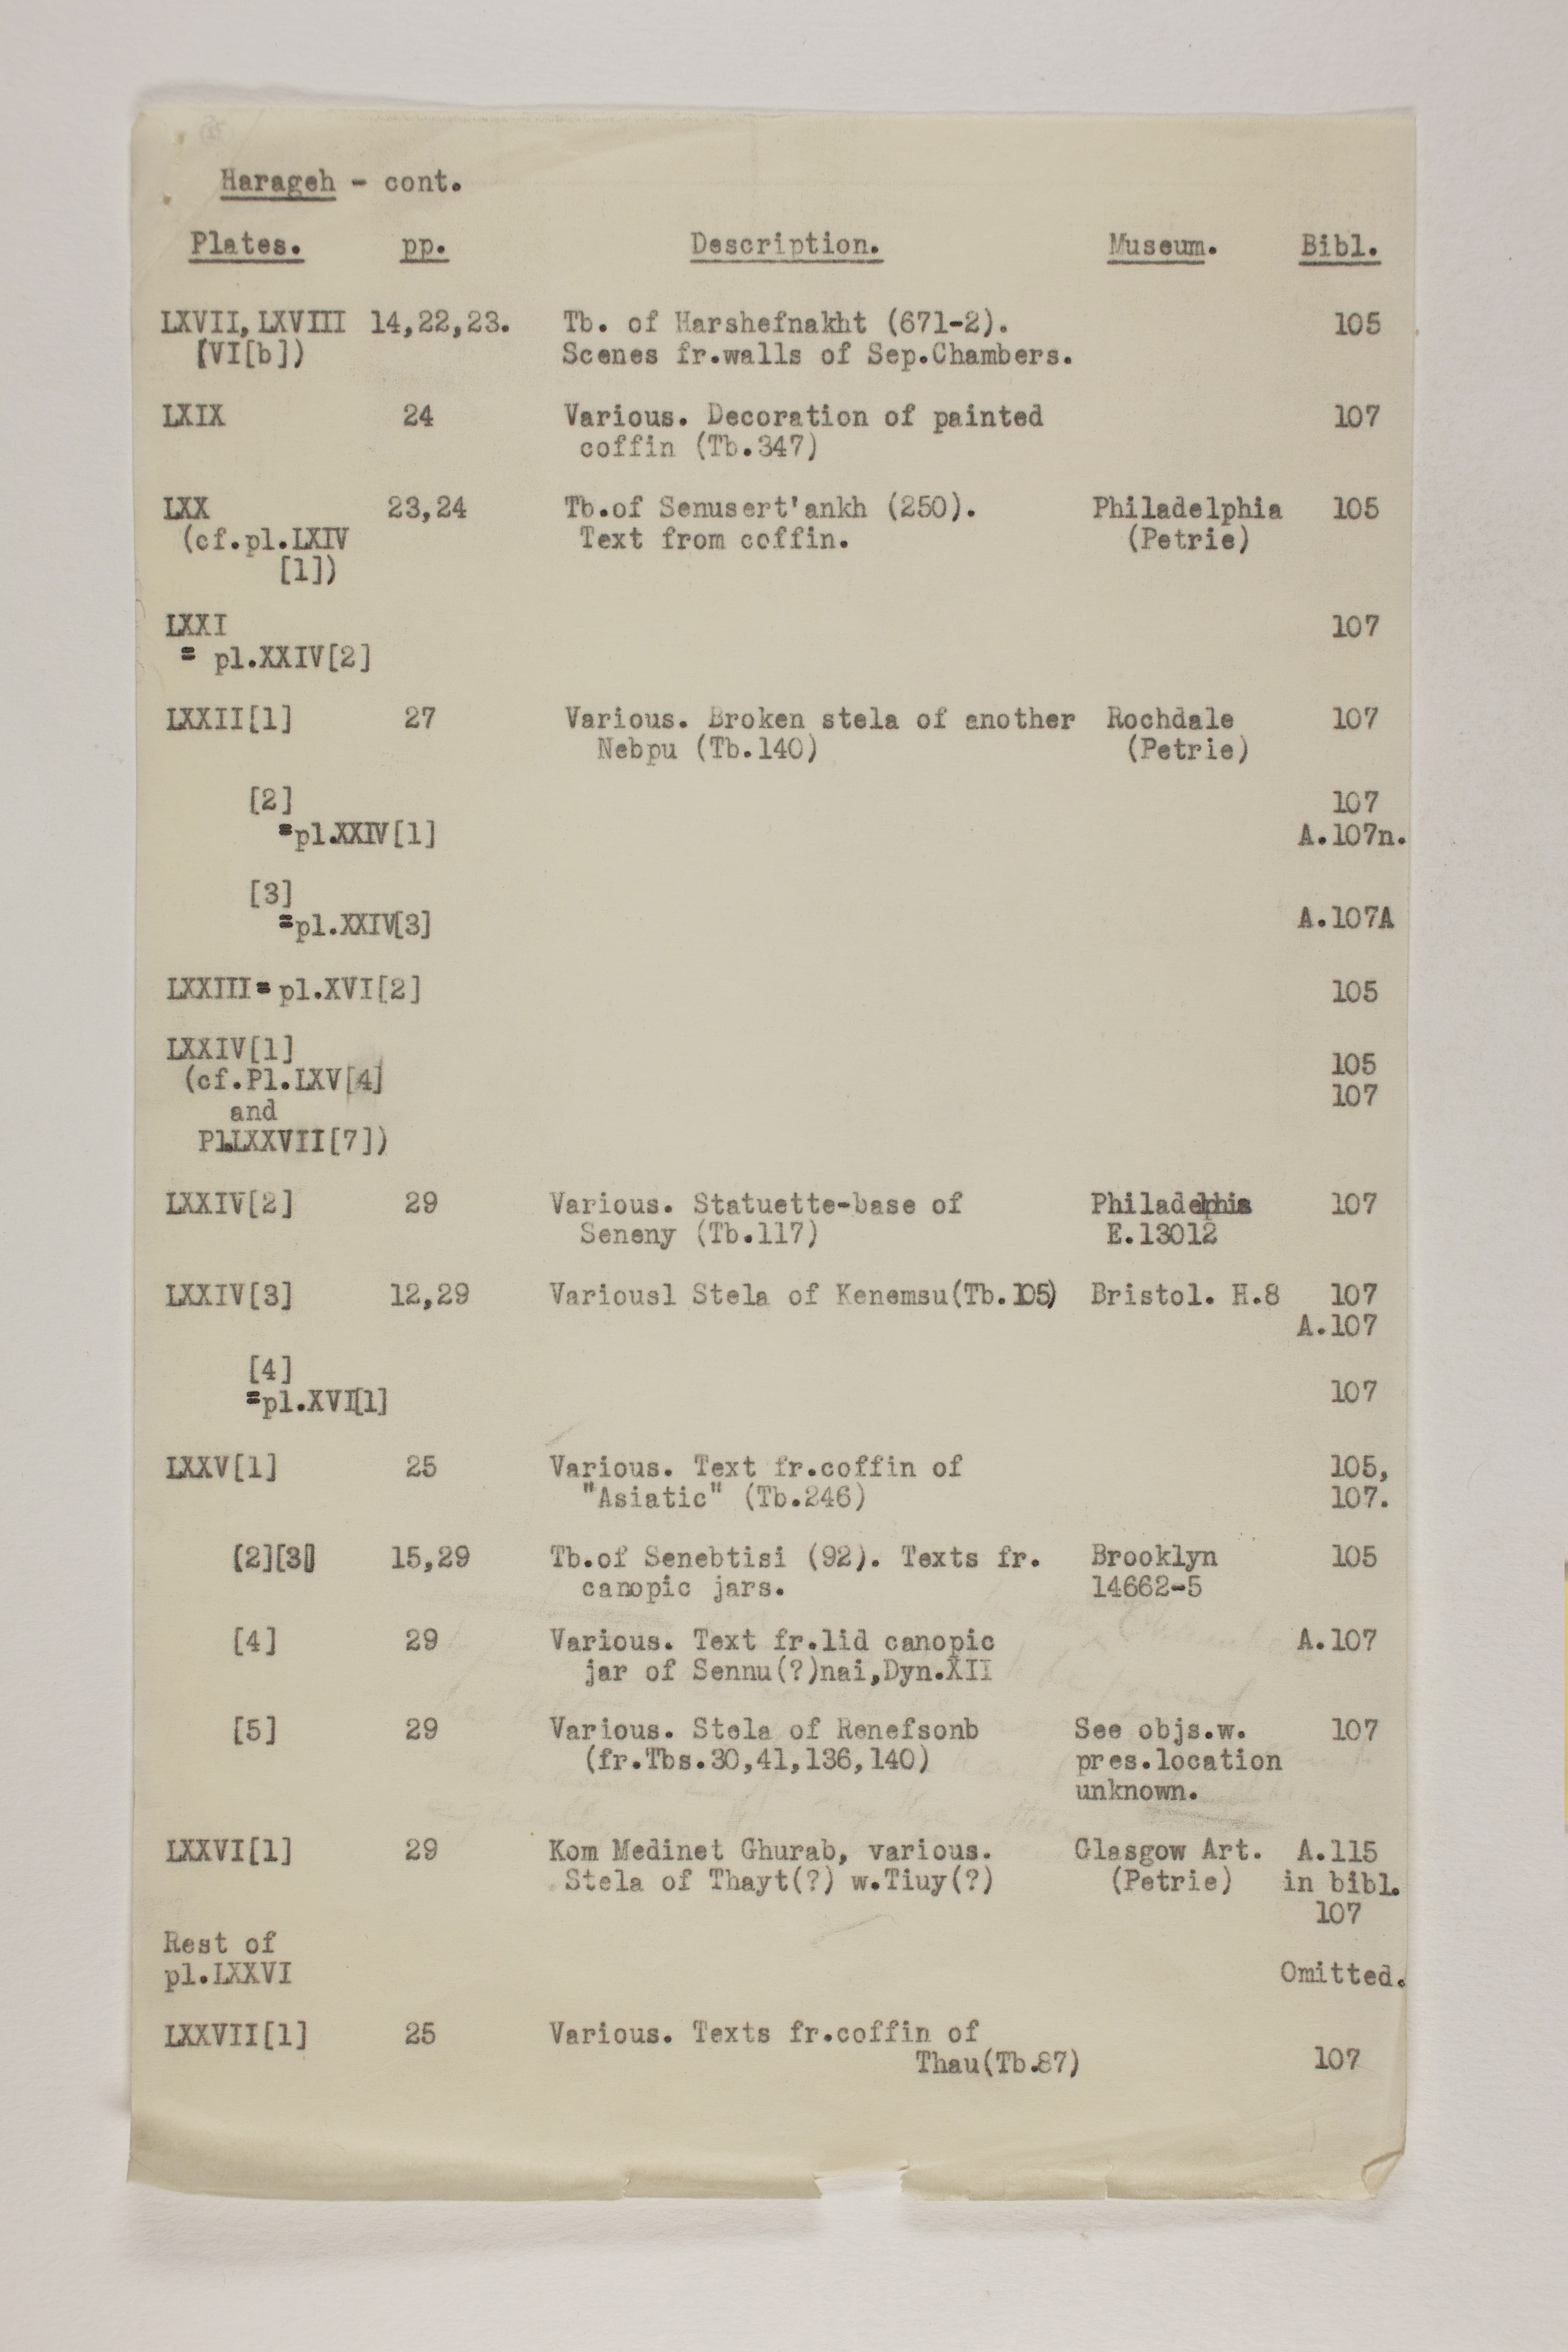 Harageh - cont.
Plates. pp. Description. Museum. Bibl.
LXVII, LXVIII 14,22,23. Tb. of Harshefnakht (671-2). 105
(VI[b]) Scenes fr.walls of Sep.Chambers.
LXIX 24 Various. Decoration of painted 107
coffin (Tb.347)
LXX 23,24 Tb.of Senusert'ankh (250). Philadelphia 105
(cf.pl.LXIV Text from coffin. (Petrie)
[1])
LXXI 107
= pl.XXIV[2]
LXXII[1] 27 Various. Broken stela of another Rochdale 107
Nebpu (Tb.140) (Petrie)
[2] 107
=pl.XXIV[1] A.107n.
[3]
=pl.XXIV[3] A.107A
LXXIII= pl.XVI[2] 105
LXXIV[1]
(cf.Pl.LXV[4] 105
and 107
Pl.LXXVII[7])
LXXIV[2] 29 Various. Statuette-base of Philadelphia 107
Seneny (Tb.117) E.13012
LXXIV[3] 12,29 Variousl Stela of Kenemsu(Tb.105) Bristol. H.8 107
A.107
[4]
=pl.XVI[1] 107
LXXV[1] 25 Various. Text fr.coffin of 105,
"Asiatic" (Tb.246) 107.
[2][3] 15,29 Tb.of Senebtisi (92). Texts fr. Brooklyn 105
canopic jars. 14662-5
[4] 29 Various. Text fr.lid canopic A.107
jar of Sennu(?)nai,Dyn.XII
[5] 29 Various. Stela of Renefsonb See objs.w. 107
(fr.Tbs.30,41,136,140) pres.location
unknown.
LXXVI[1] 29 Kom Medinet Ghurab, various. Glasgow Art. A.115
Stela of Thayt(?) w.Tiuy(?) (Petrie) in bibl.
107
Rest of
pl.LXXVI Omitted.
LXXVII[1] 25 Various. Texts fr.coffin of
Thau(Tb.87) 107